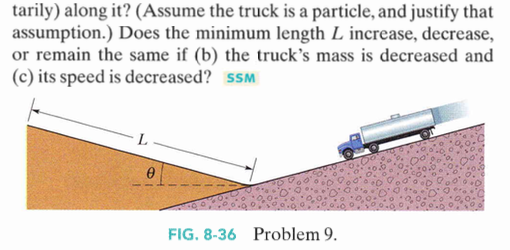 tarily) along it? (Assume the truck is a particle, and justify that
assumption.) Does the minimum length L increase, decrease,
or remain the same if (b) the truck's mass is decreased and
(c) its speed is decreased? SSM
L
θ
FIG. 8-36 Problem 9.